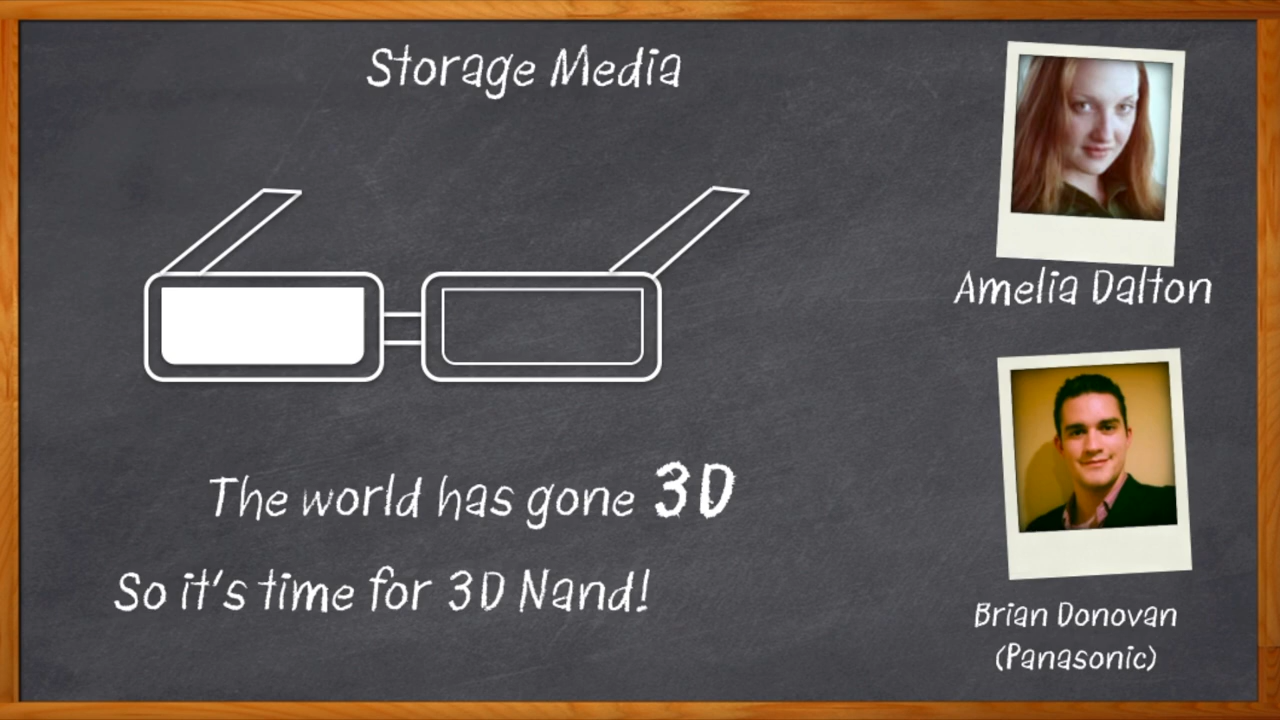 Storage Media
Amelia Dalton
The world has gone 3D
So it's time for 3D Nand!
Brian Donovan
(Panasonic)